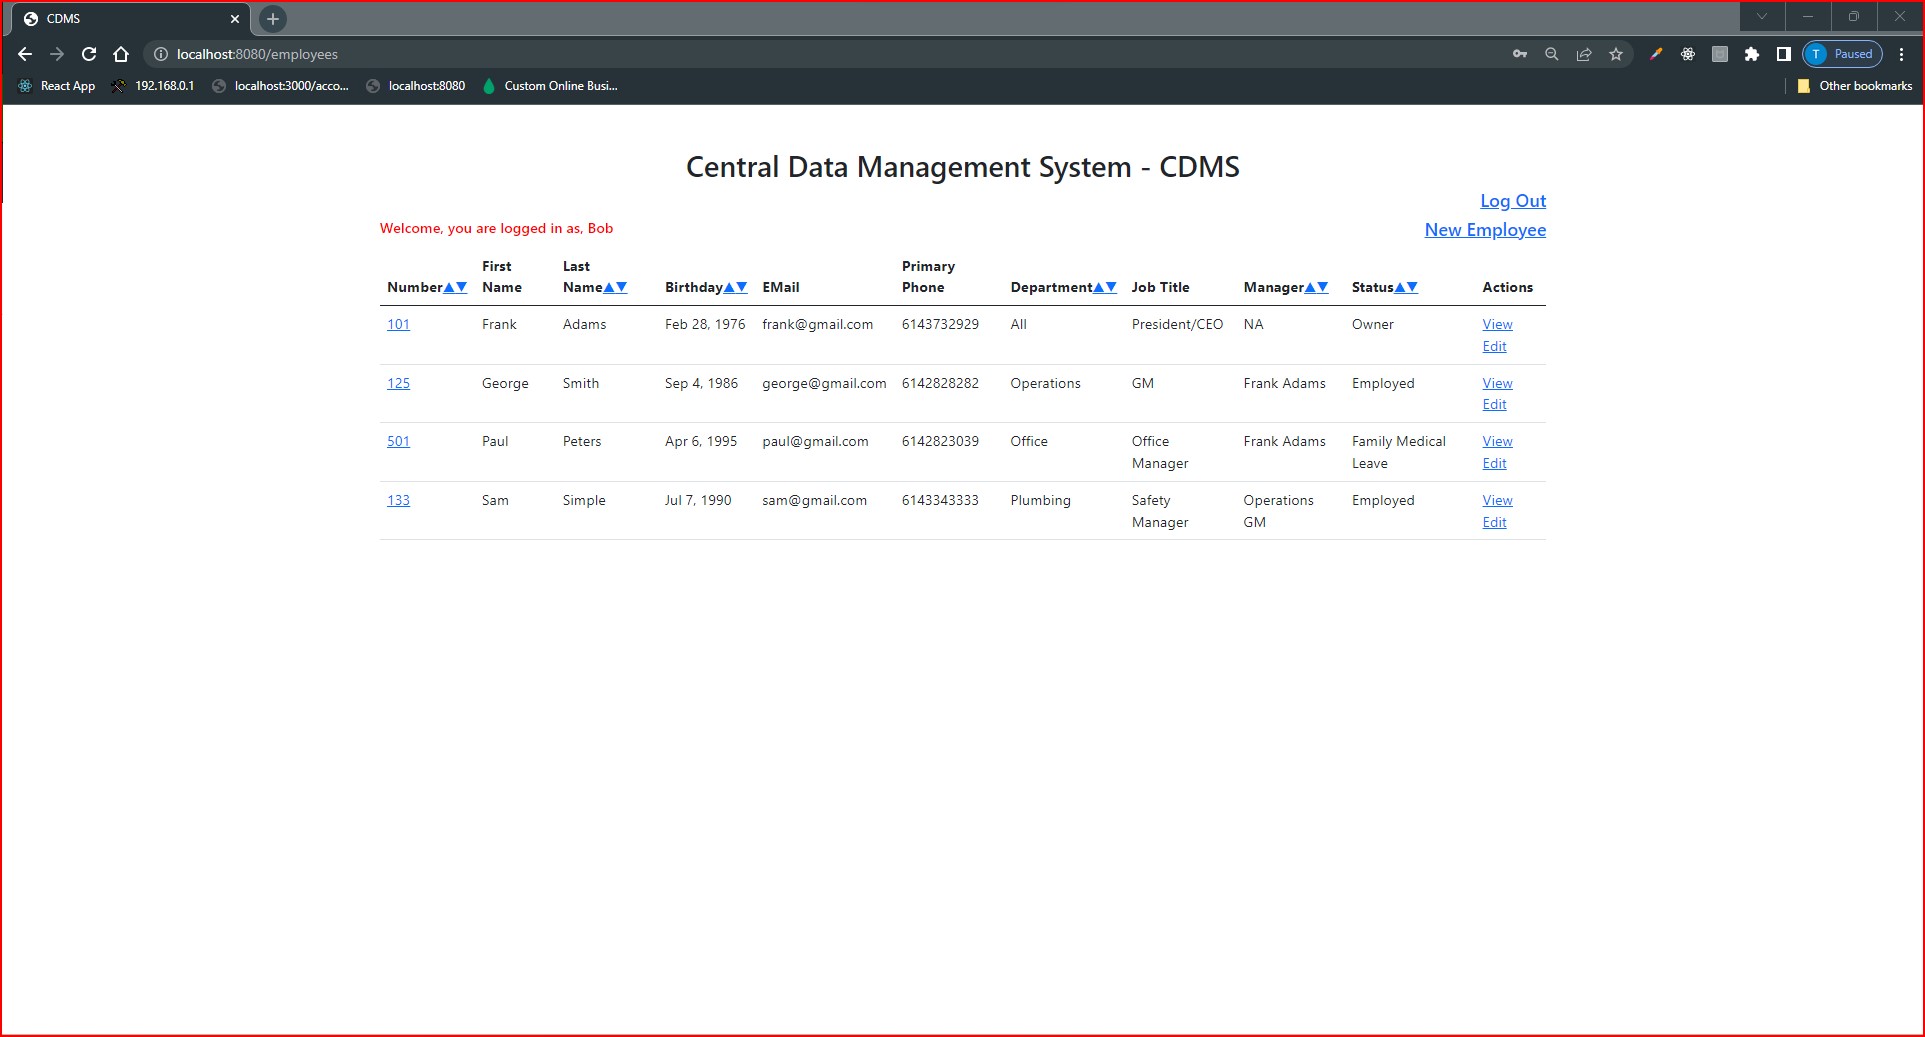 CDMS
localhost:8080/employees
T Paused
React App 192.168.0.1 localhost:3000/acco... localhost:8080 Custom Online Busi... Other bookmarks
Central Data Management System - CDMS
Log Out
Welcome, you are logged in as, Bob
New Employee
First Last Primary
Number▲▼ Name Name▲▼ Birthday▲▼ EMail Phone Department▲▼ Job Title Manager▲▼ Status▲▼ Actions
101 Frank Adams Feb 28, 1976 frank@gmail.com 6143732929 All President/CEO NA Owner View
Edit
125 George Smith Sep 4, 1986 george@gmail.com 6142828282 Operations GM Frank Adams Employed View
Edit
501 Paul Peters Apr 6, 1995 paul@gmail.com 6142823039 Office Office Frank Adams Family Medical View
Manager Leave Edit
133 Sam Simple Jul 7, 1990 sam@gmail.com 6143343333 Plumbing Safety Operations Employed View
Manager GM Edit